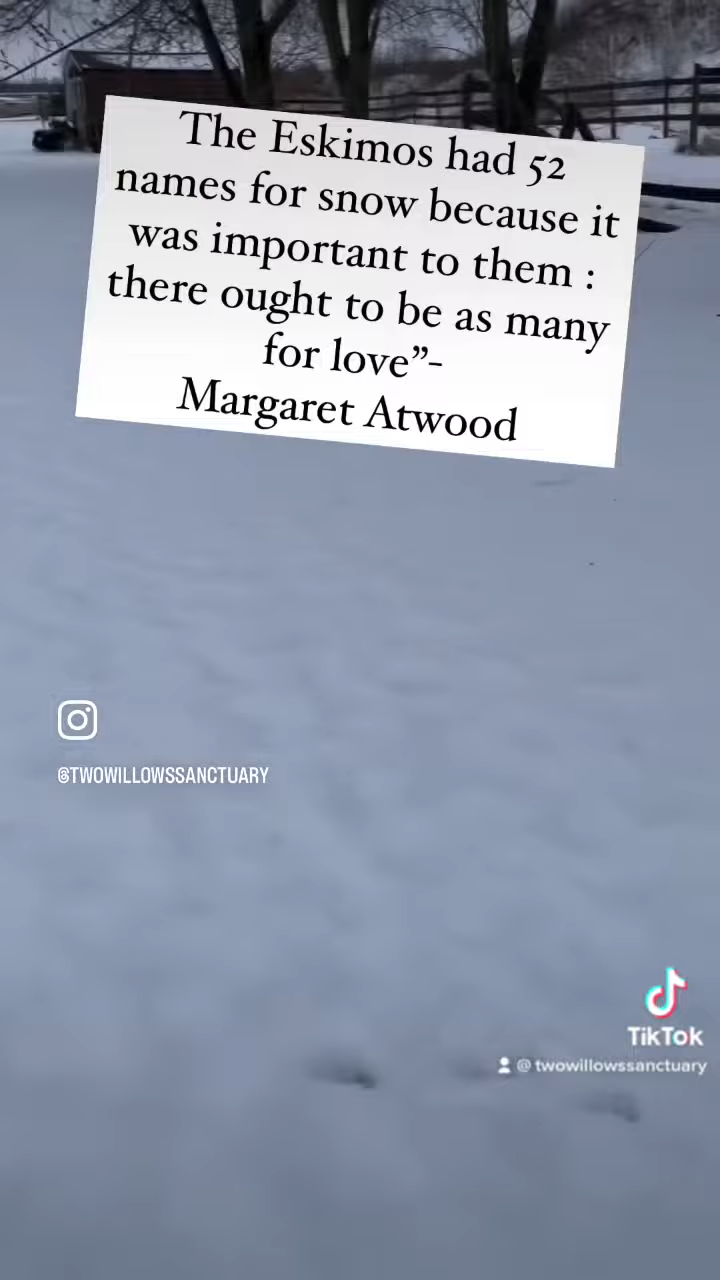 The Eskimos had 52
names for snow because it
was important to them :
there ought to be as many
for love”-
Margaret Atwood
@TWOWILLOWSSANCTUARY
TikTok
@twowillowssanctuary